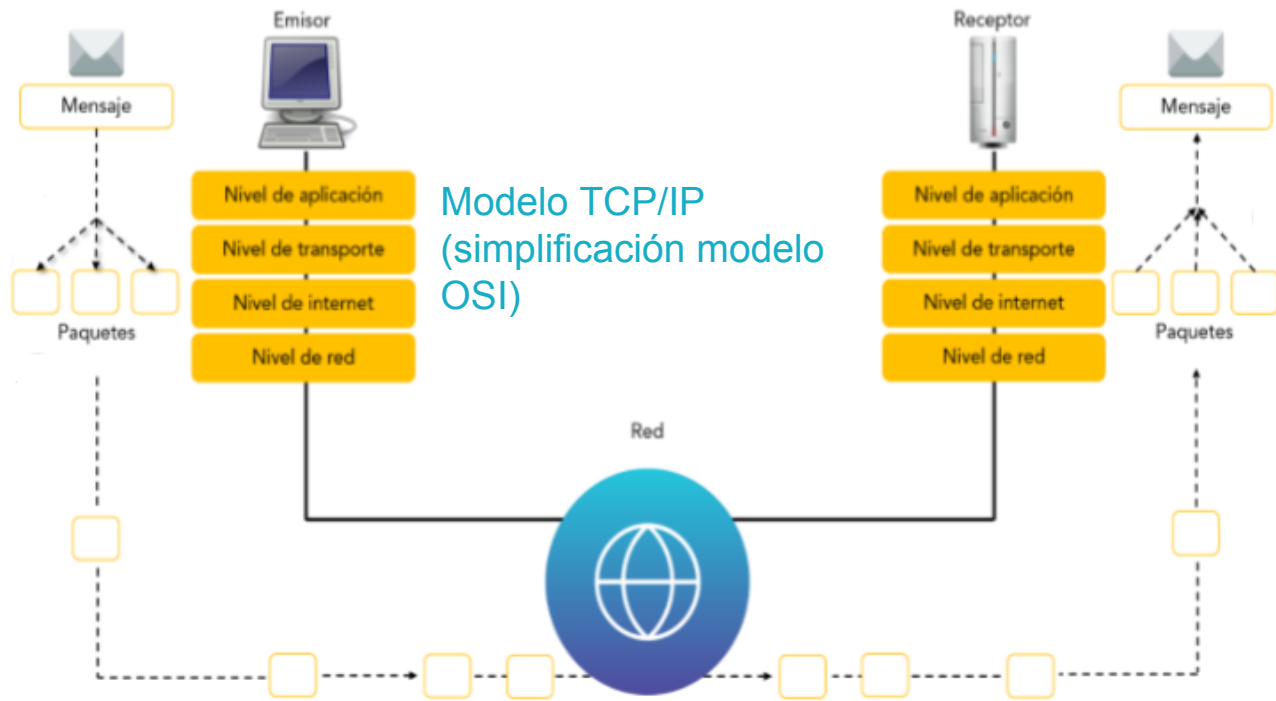 Emisor
Receptor
Mensaje
Mensaje
Nivel de aplicación
Nivel de transporte
Nivel de internet
Nivel de red
Modelo TCP/IP
(simplificación modelo
OSI)
Nivel de aplicación
Nivel de transporte
Nivel de internet
Nivel de red
Paquetes
Paquetes
Red